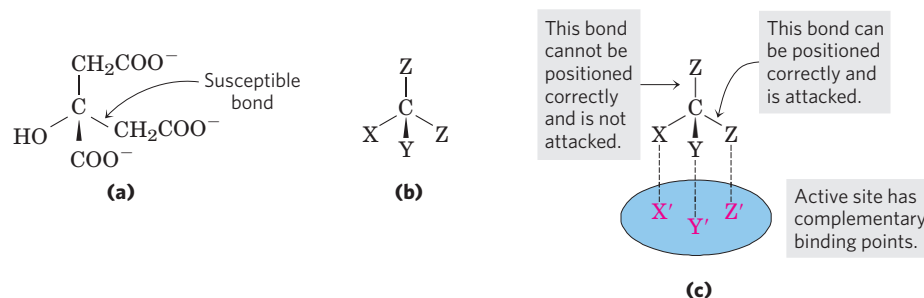 CH₂COO⁻
Susceptible
bond
C
HO
CH₂COO⁻
COO⁻
(a)
Z
C
X
Y
Z
(b)
This bond
cannot be
positioned
correctly
and is not
attacked.
This bond can
be positioned
correctly and
is attacked.
Z
C
X
Y
Z
X′
Y′
Z′
Active site has
complementary
binding points.
(c)